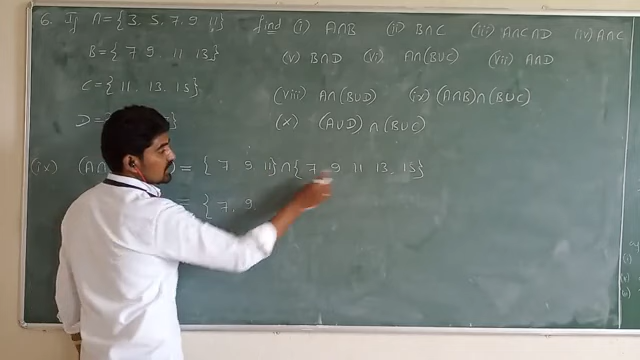 6. If A={3, 5, 7, 9, 11} find (i) A∩B (ii) B∩C (iii) A∩C∩D (iv) A∩C
B={ 7 9. 11 13} (v) B∩D (vi) A∩(B∪C) (vii) A∩D
C={ 11, 13, 15} (viii) A∩(B∪D) (ix) (A∩B)∩(B∪C)
D= } (x) (A∪D) ∩(B∪C)
(ix) (A∩ ) = { 7 9 11}∩{ 7 9 11 13. 15}
= { 7, 9